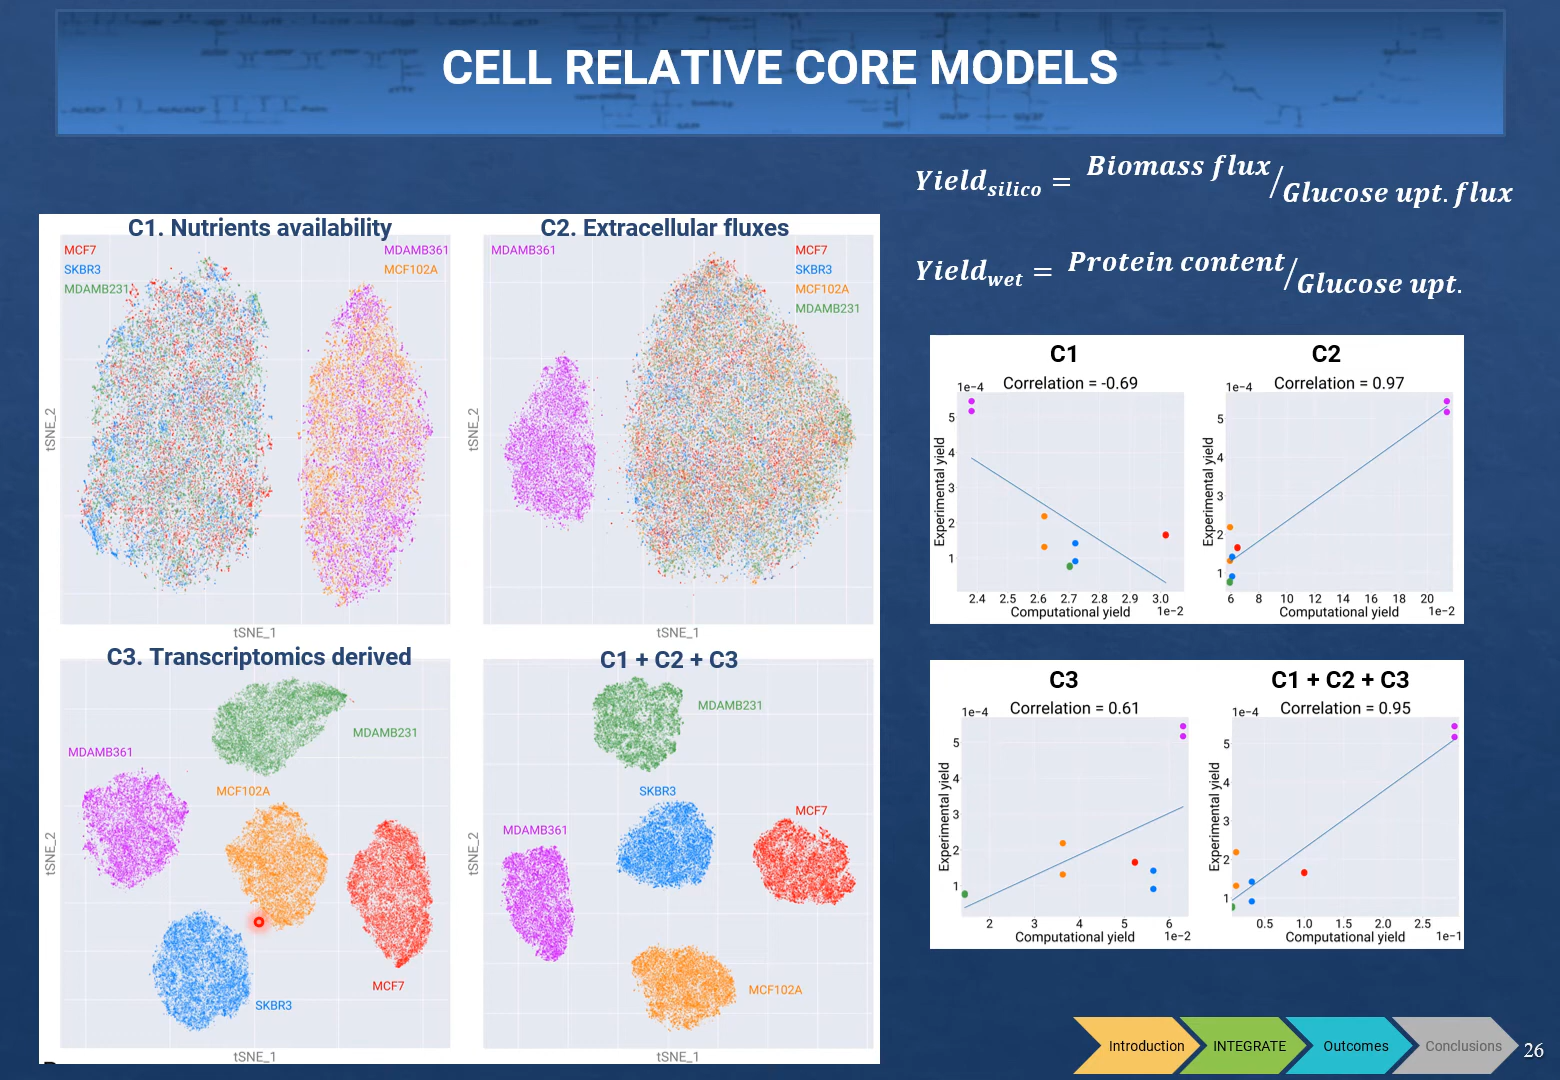 CELL RELATIVE CORE MODELS
Yield_silico = Biomass flux/Glucose upt. flux
Yield_wet = Protein content/Glucose upt.
C1. Nutrients availability
MCF7
SKBR3
MDAMB231
MDAMB361
MCF102A
tSNE_2
tSNE_1
C2. Extracellular fluxes
MDAMB361
MCF7
SKBR3
MCF102A
MDAMB231
tSNE_2
tSNE_1
C3. Transcriptomics derived
MDAMB231
MDAMB361
MCF102A
MCF7
SKBR3
tSNE_2
tSNE_1
C1 + C2 + C3
MDAMB231
SKBR3
MCF7
MDAMB361
MCF102A
tSNE_2
tSNE_1
C1
Correlation = -0.69
1e−4
5
4
3
2
1
Experimental yield
2.4 2.5 2.6 2.7 2.8 2.9 3.0
Computational yield 1e−2
C2
Correlation = 0.97
1e−4
5
4
3
2
1
Experimental yield
6 8 10 12 14 16 18 20
Computational yield 1e−2
C3
Correlation = 0.61
1e−4
5
4
3
2
1
Experimental yield
2 3 4 5 6
Computational yield 1e−2
C1 + C2 + C3
Correlation = 0.95
1e−4
5
4
3
2
1
Experimental yield
0.5 1.0 1.5 2.0 2.5
Computational yield 1e−1
Introduction
INTEGRATE
Outcomes
Conclusions
26